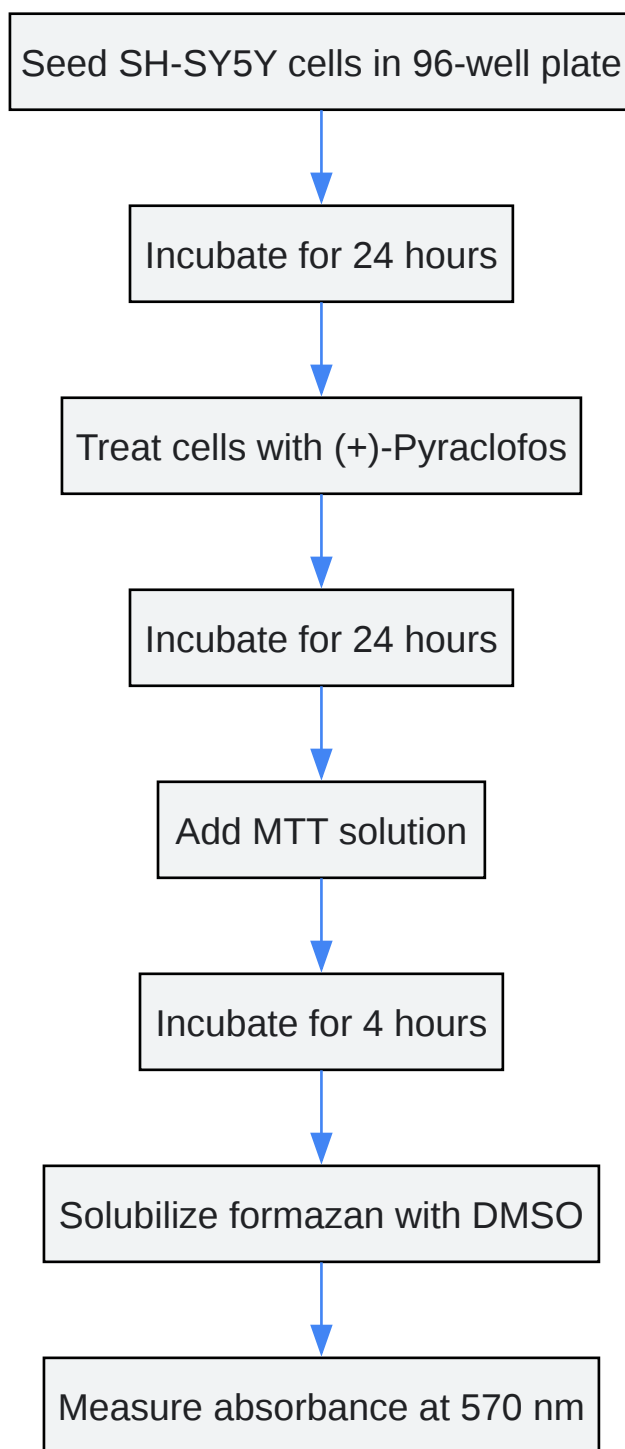 Seed SH-SY5Y cells in 96-well plate
Incubate for 24 hours
Treat cells with (+)-Pyraclofos
Incubate for 24 hours
Add MTT solution
Incubate for 4 hours
Solubilize formazan with DMSO
Measure absorbance at 570 nm